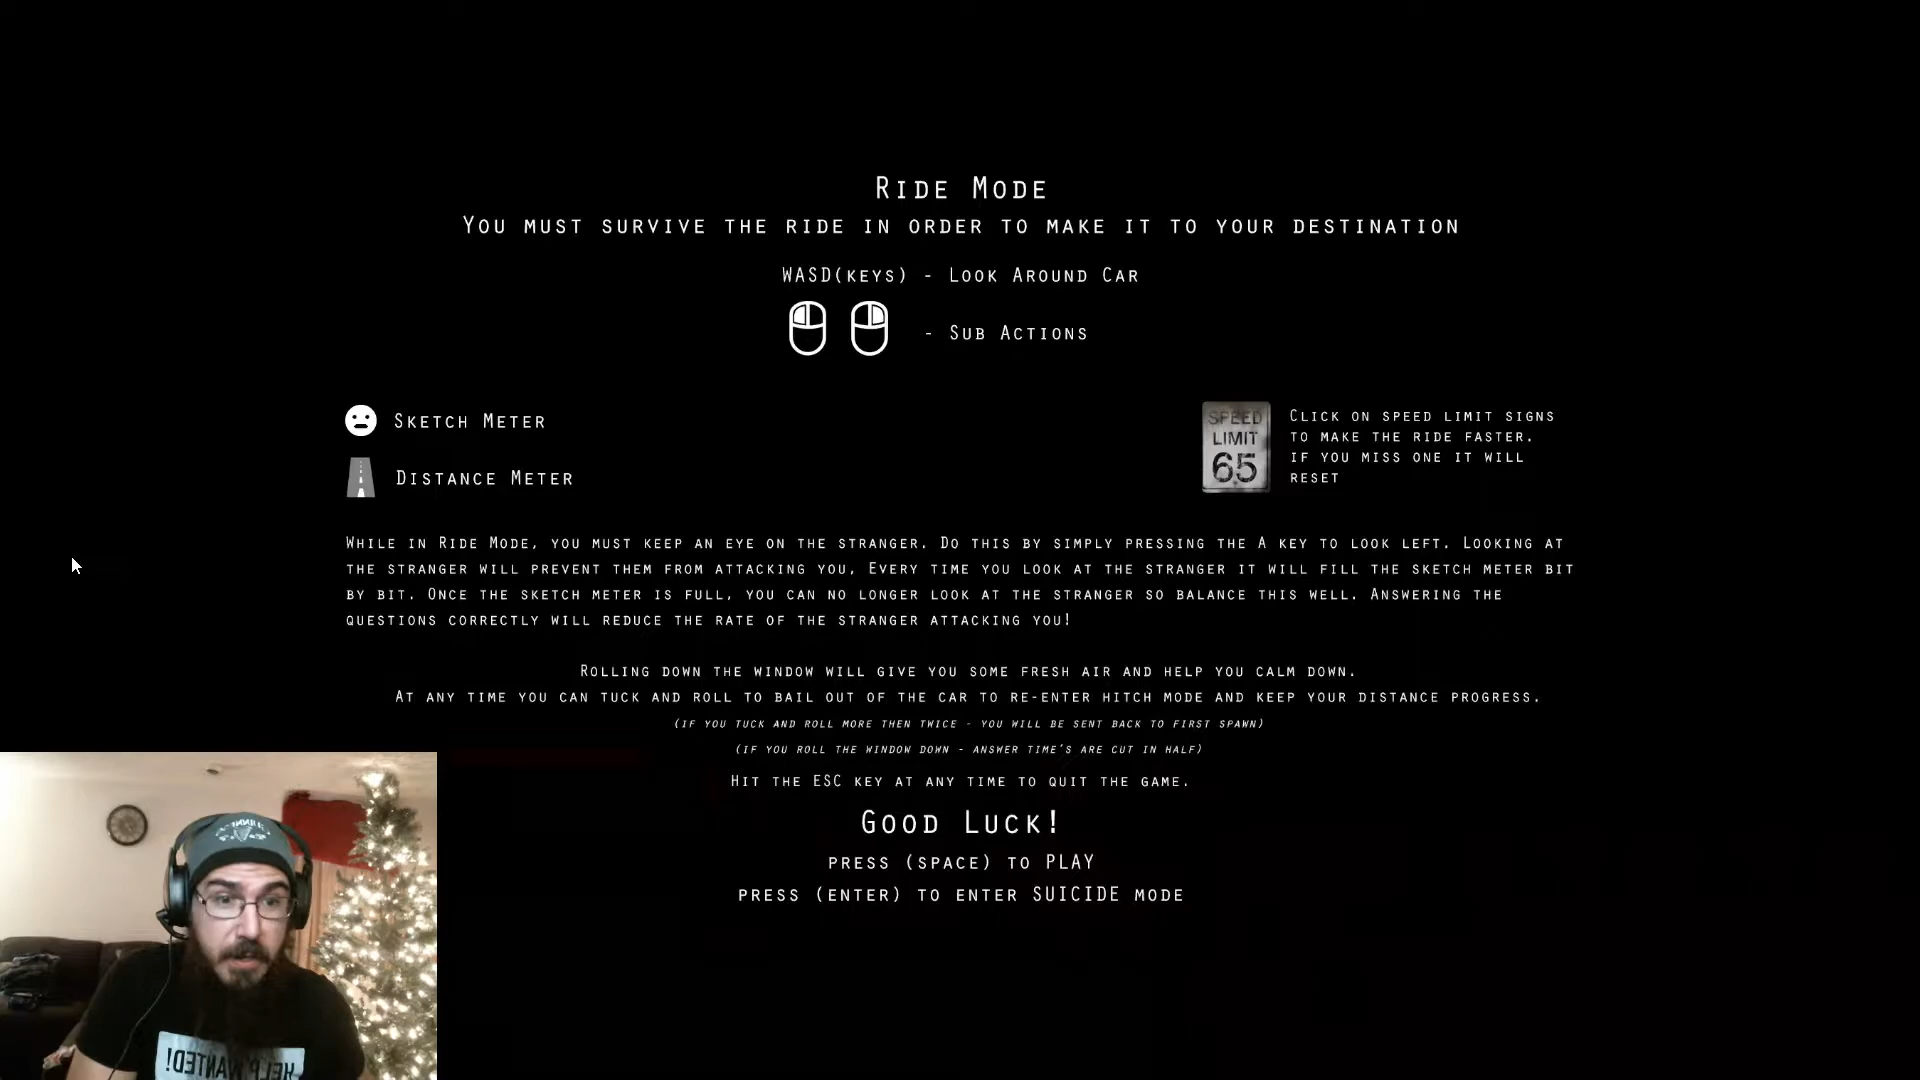 Ride Mode
You must survive the ride in order to make it to your destination
WASD(keys) - Look Around Car
- Sub Actions
Sketch Meter
Distance Meter
SPEED
LIMIT
65
Click on speed limit signs
to make the ride faster.
if you miss one it will
reset
While in Ride Mode, you must keep an eye on the stranger. Do this by simply pressing the A key to look left. Looking at
the stranger will prevent them from attacking you, Every time you look at the stranger it will fill the sketch meter bit
by bit. Once the sketch meter is full, you can no longer look at the stranger so balance this well. Answering the
questions correctly will reduce the rate of the stranger attacking you!
Rolling down the window will give you some fresh air and help you calm down.
At any time you can tuck and roll to bail out of the car to re-enter hitch mode and keep your distance progress.
(if you tuck and roll more then twice - you will be sent back to first spawn)
(if you roll the window down - answer time's are cut in half)
Hit the ESC key at any time to quit the game.
Good Luck!
press (space) to PLAY
press (enter) to enter SUICIDE mode
HELP WANTED!